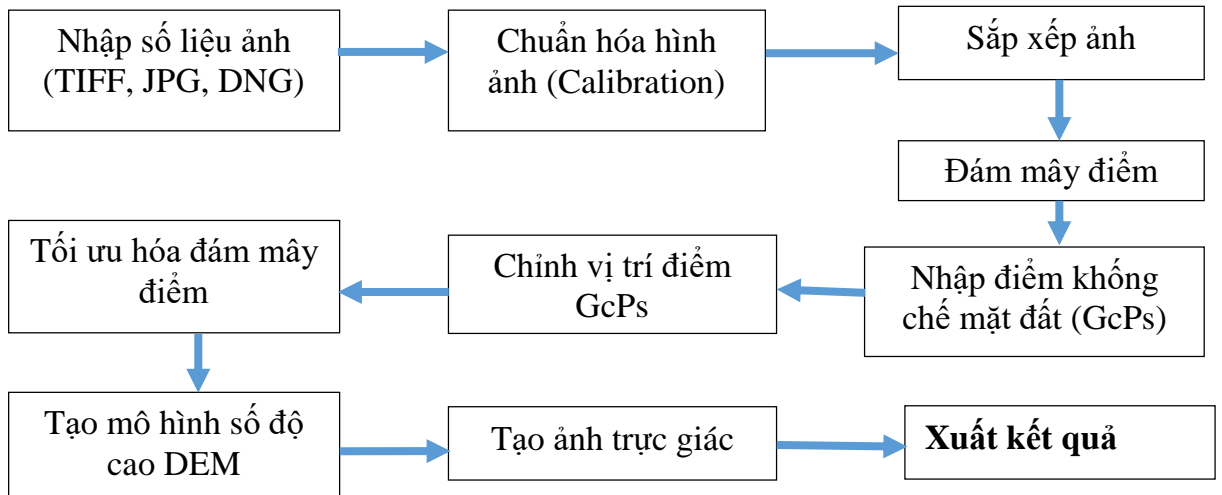 Nhập số liệu ảnh
(TIFF, JPG, DNG)
Chuẩn hóa hình
ảnh (Calibration)
Sắp xếp ảnh
Đám mây điểm
Nhập điểm khống
chế mặt đất (GcPs)
Chỉnh vị trí điểm
GcPs
Tối ưu hóa đám mây
điểm
Tạo mô hình số độ
cao DEM
Tạo ảnh trực giác
Xuất kết quả